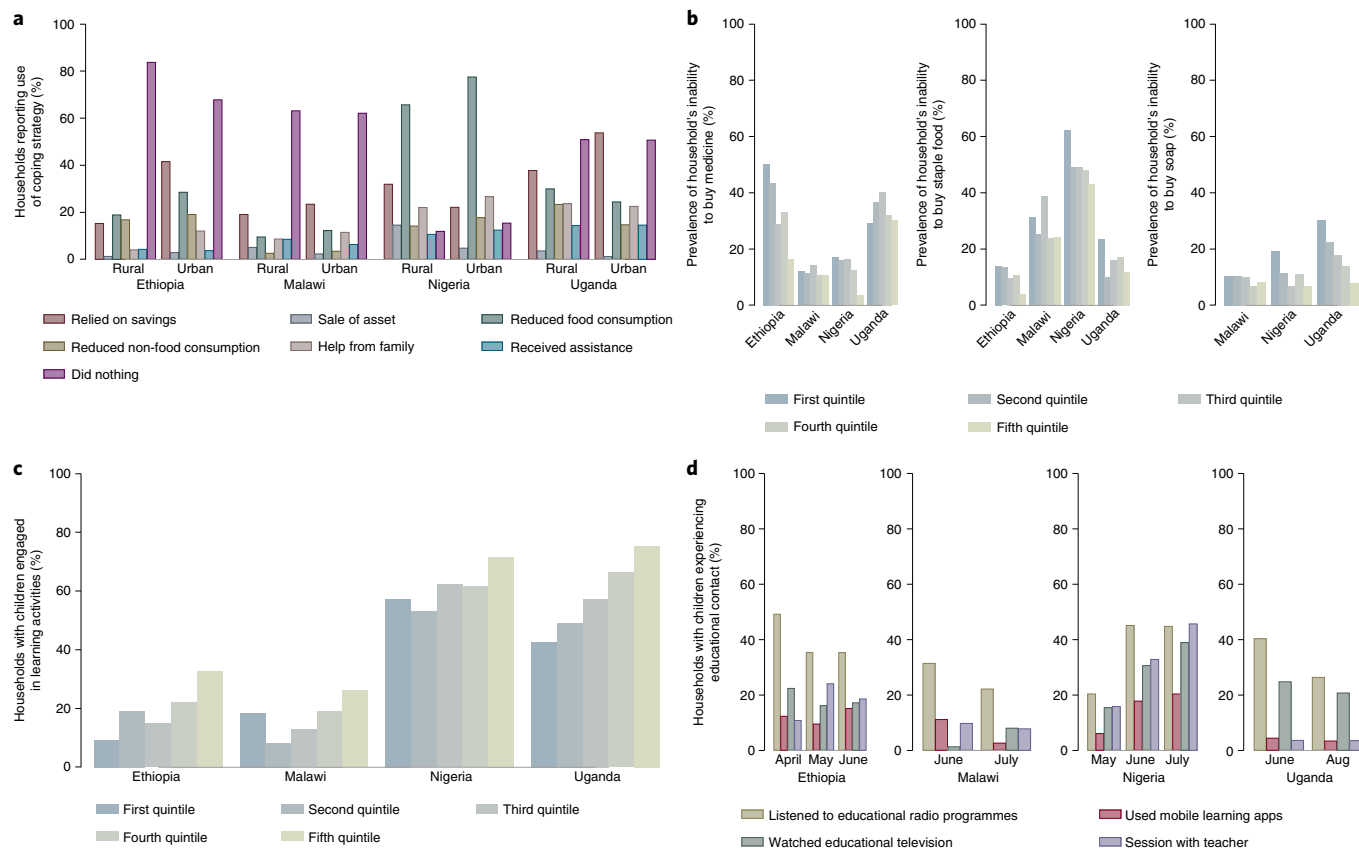 a
Households reporting use
of coping strategy (%)
100
80
60
40
20
0
Rural Urban Rural Urban Rural Urban Rural Urban
Ethiopia Malawi Nigeria Uganda
Relied on savings Sale of asset Reduced food consumption
Reduced non-food consumption Help from family Received assistance
Did nothing
b
Prevalence of household's inability
to buy medicine (%)
100
80
60
40
20
0
Ethiopia Malawi Nigeria Uganda
Prevalence of household's inability
to buy staple food (%)
100
80
60
40
20
0
Ethiopia Malawi Nigeria Uganda
Prevalence of household's inability
to buy soap (%)
100
80
60
40
20
0
Malawi Nigeria Uganda
First quintile Second quintile Third quintile
Fourth quintile Fifth quintile
c
Households with children engaged
in learning activities (%)
100
80
60
40
20
0
Ethiopia Malawi Nigeria Uganda
First quintile Second quintile Third quintile
Fourth quintile Fifth quintile
d
Households with children experiencing
educational contact (%)
100
80
60
40
20
0
April May June
Ethiopia
100
80
60
40
20
0
June July
Malawi
100
80
60
40
20
0
May June July
Nigeria
100
80
60
40
20
0
June Aug
Uganda
Listened to educational radio programmes Used mobile learning apps
Watched educational television Session with teacher